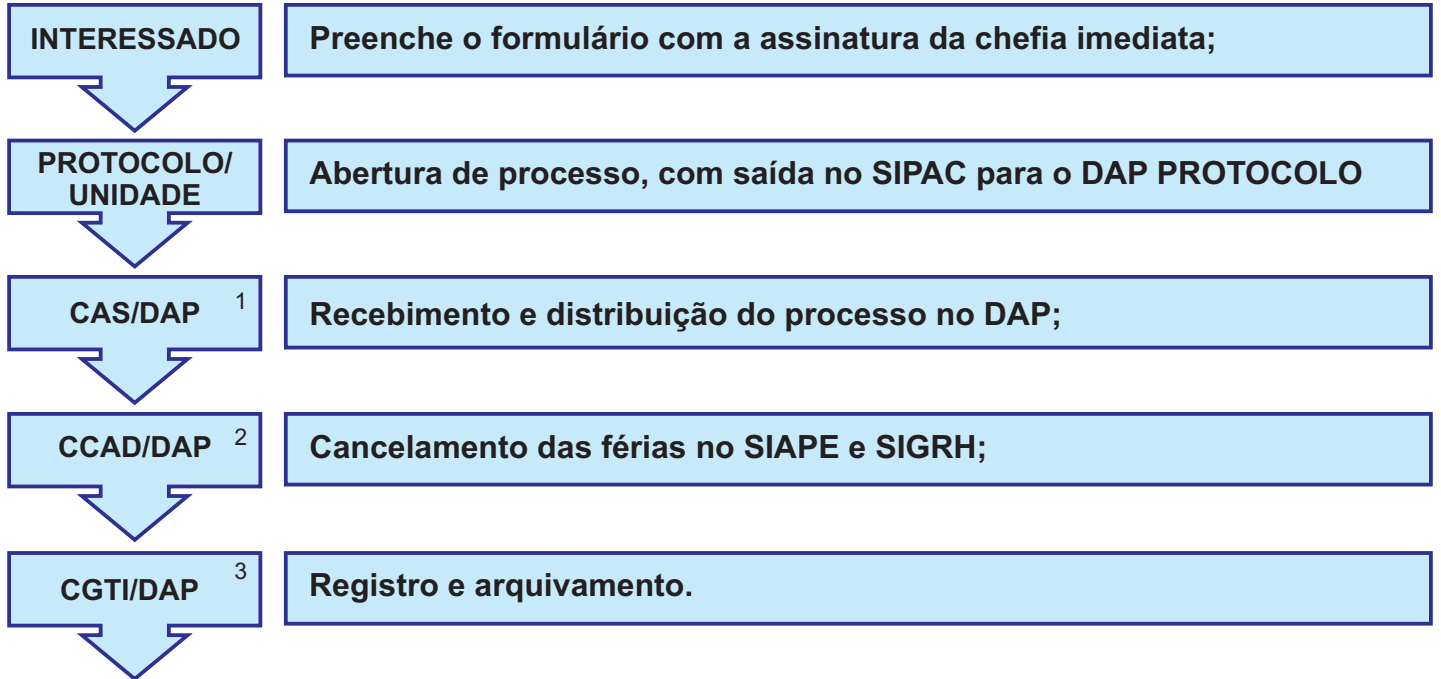 INTERESSADO
Preenche o formulário com a assinatura da chefia imediata;
PROTOCOLO/
UNIDADE
Abertura de processo, com saída no SIPAC para o DAP PROTOCOLO
CAS/DAP 1
Recebimento e distribuição do processo no DAP;
CCAD/DAP 2
Cancelamento das férias no SIAPE e SIGRH;
CGTI/DAP 3
Registro e arquivamento.